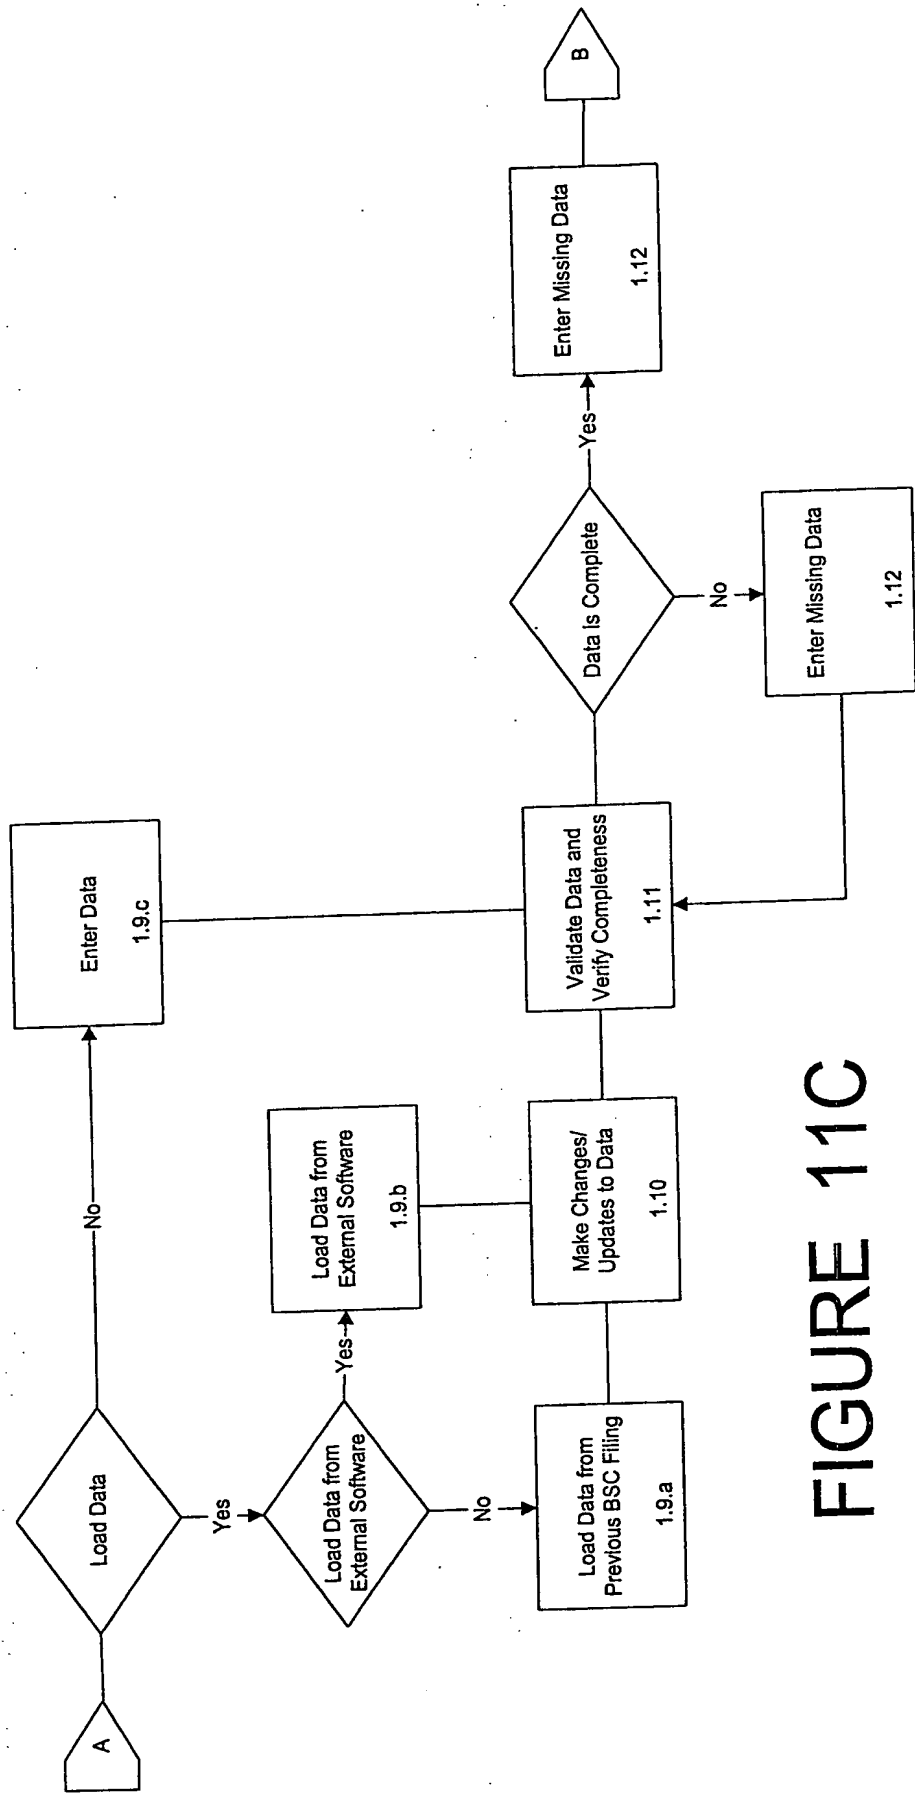 A
Load Data
No
Enter Data
1.9.c
Yes
Load Data from
External Software
Yes
Load Data from
External Software
1.9.b
No
Load Data from
Previous BSC Filing
1.9.a
Make Changes/
Updates to Data
1.10
Validate Data and
Verify Completeness
1.11
Data is Complete
Yes
Enter Missing Data
1.12
B
No
Enter Missing Data
1.12
FIGURE 11C